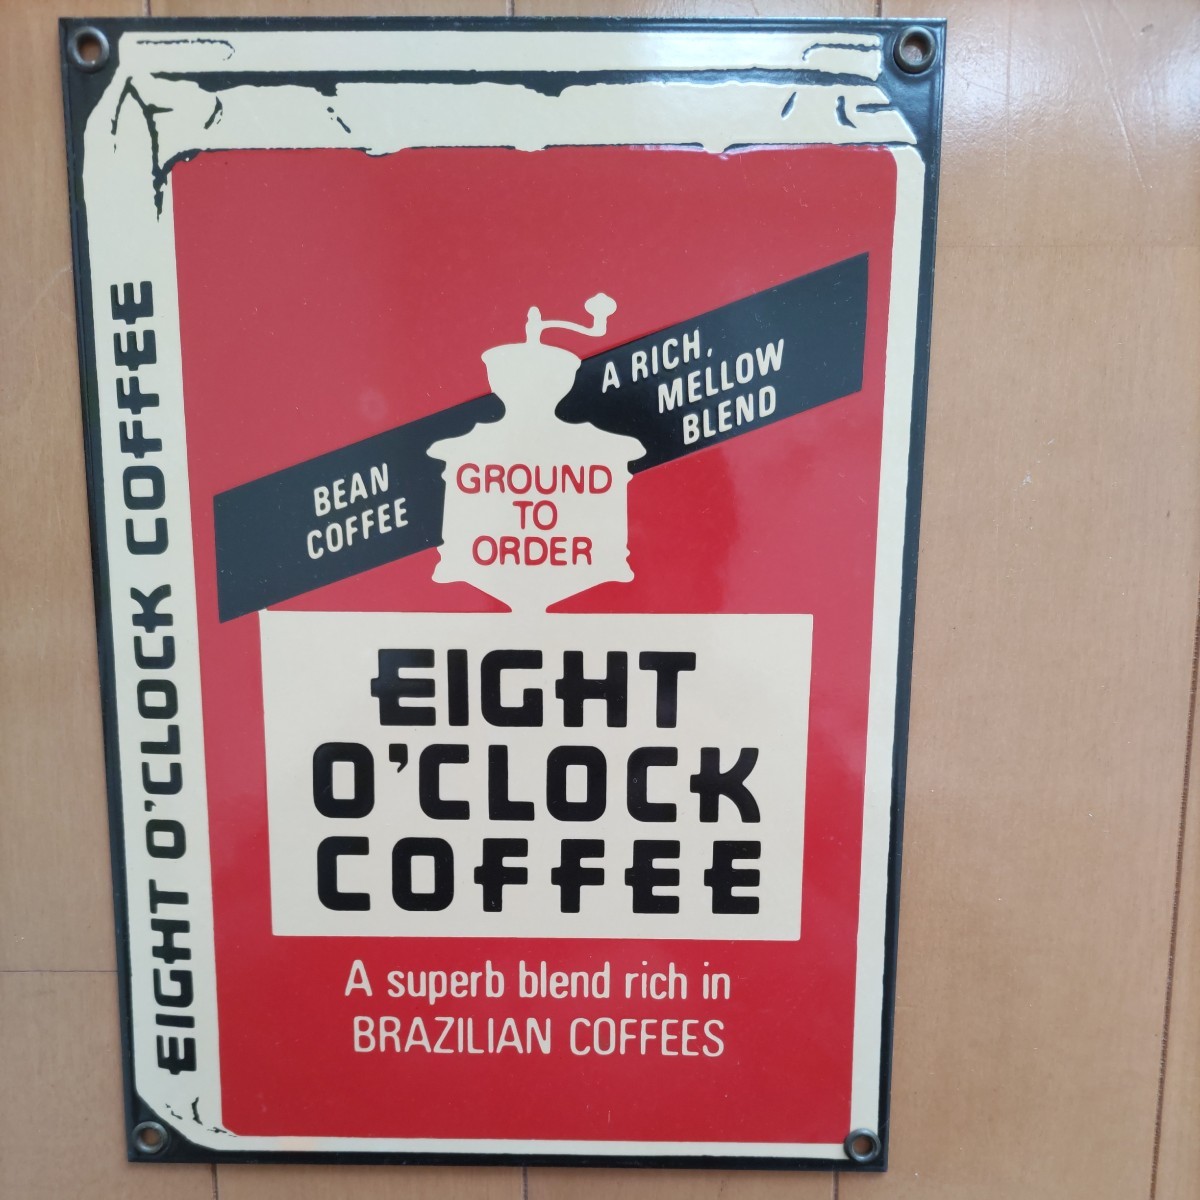 EIGHT O'CLOCK COFFEE
A RICH,
MELLOW
BLEND
BEAN
COFFEE
GROUND
TO
ORDER
EIGHT
O'CLOCK
COFFEE
A superb blend rich in
BRAZILIAN COFFEES